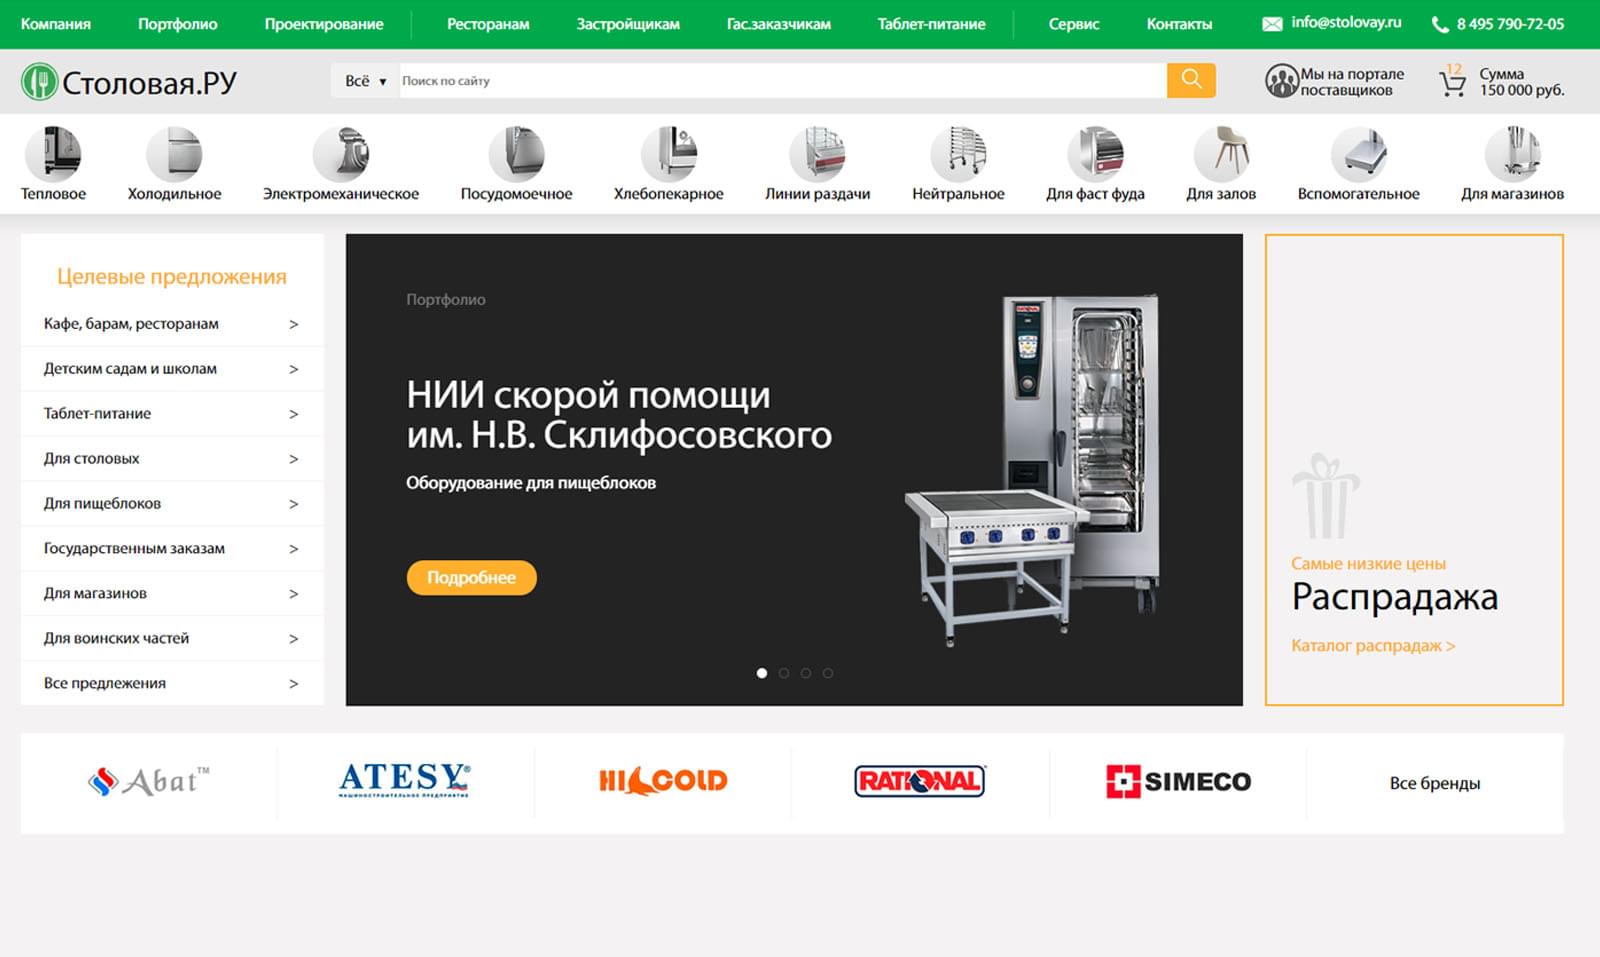 Компания Портфолио Проектирование Ресторанам Застройщикам Гас.заказчикам Таблет-питание Сервис Контакты info@stolovay.ru 8 495 790-72-05
Столовая.РУ
Всё ▼ Поиск по сайту
Мы на портале
поставщиков
12
Сумма
150 000 руб.
Тепловое Холодильное Электромеханическое Посудомоечное Хлебопекарное Линии раздачи Нейтральное Для фаст фуда Для залов Вспомогательное Для магазинов
Целевые предложения
Кафе, барам, ресторанам >
Детским садам и школам >
Таблет-питание >
Для столовых >
Для пищеблоков >
Государственным заказам >
Для магазинов >
Для воинских частей >
Все предлежения >
Портфолио
НИИ скорой помощи
им. Н.В. Склифосовского
Оборудование для пищеблоков
Подробнее
RATIONAL
Самые низкие цены
Распрадажа
Каталог распрадаж >
Abat™
ATESY®
МАШИНОСТРОИТЕЛЬНОЕ ПРЕДПРИЯТИЕ
HICOLD
RATIONAL
SIMECO
Все бренды